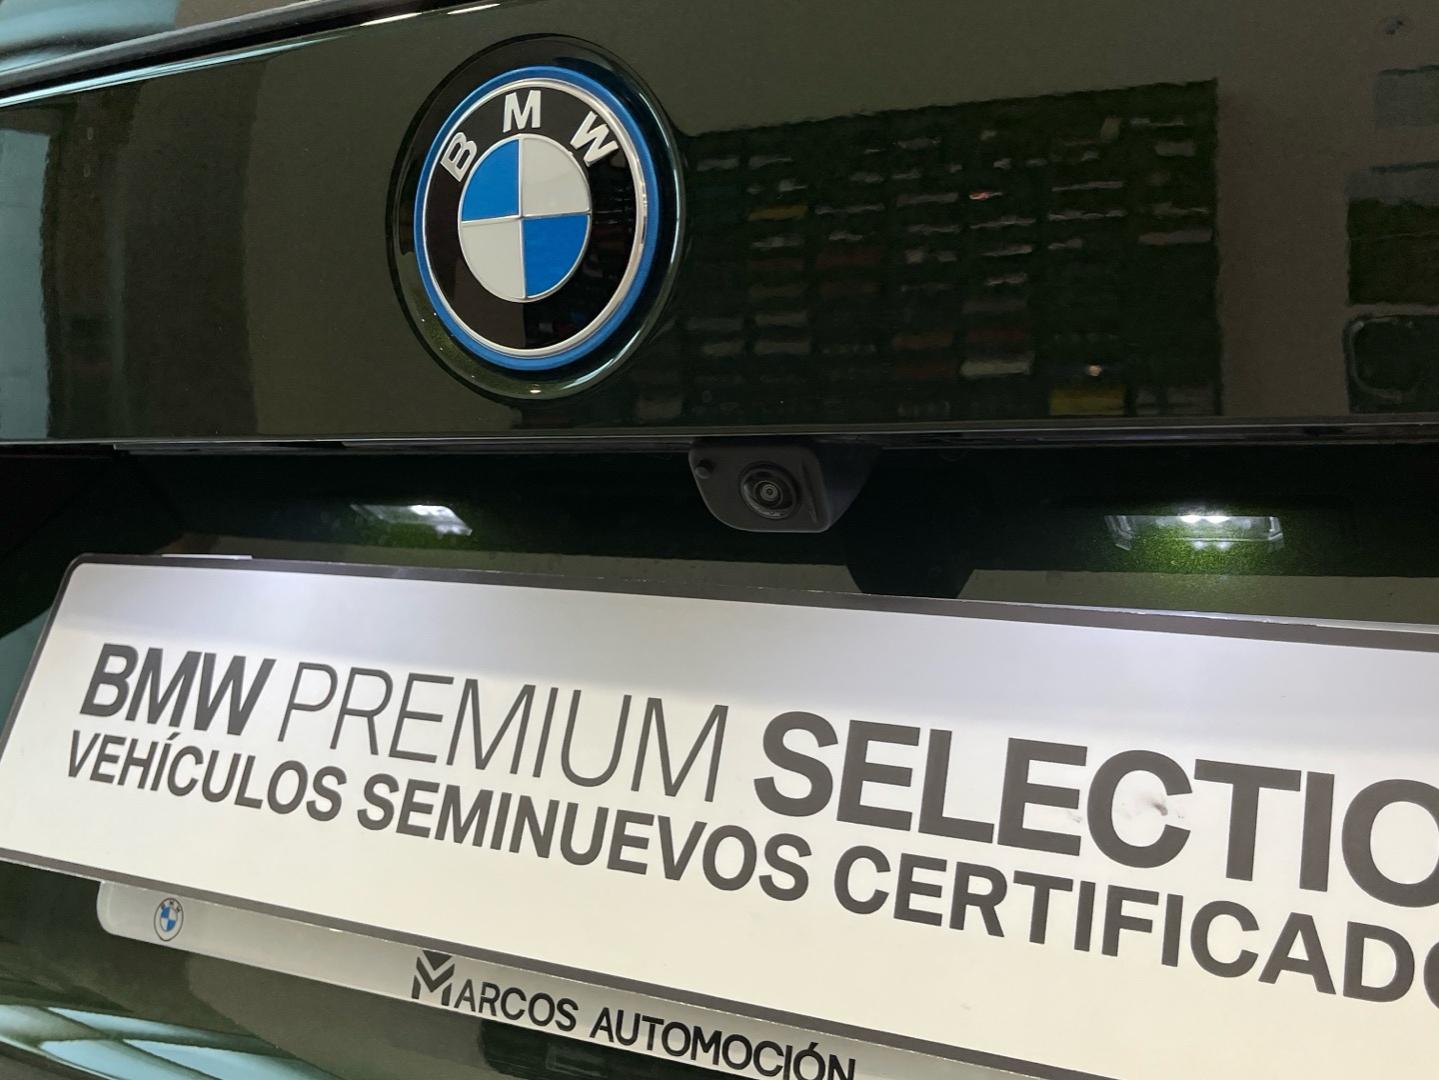 BMW
BMW PREMIUM SELECTIO
VEHÍCULOS SEMINUEVOS CERTIFICADO
MARCOS AUTOMOCIÓN